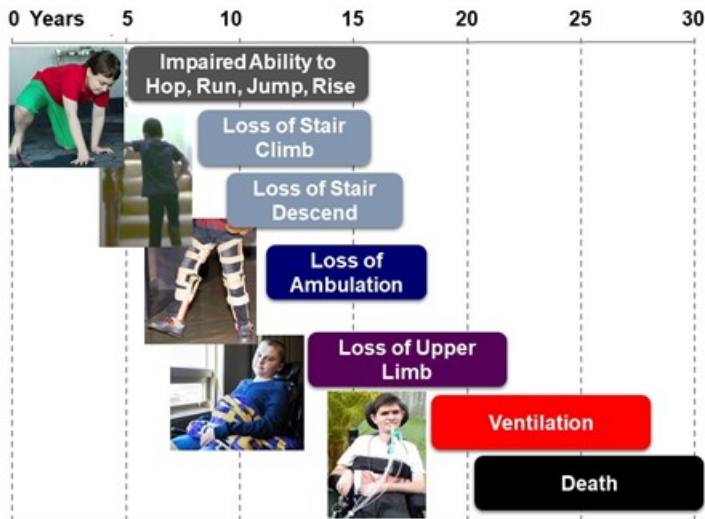 0 Years 5 10 15 20 25 30
Impaired Ability to
Hop, Run, Jump, Rise
Loss of Stair
Climb
Loss of Stair
Descend
Loss of
Ambulation
Loss of Upper
Limb
Ventilation
Death